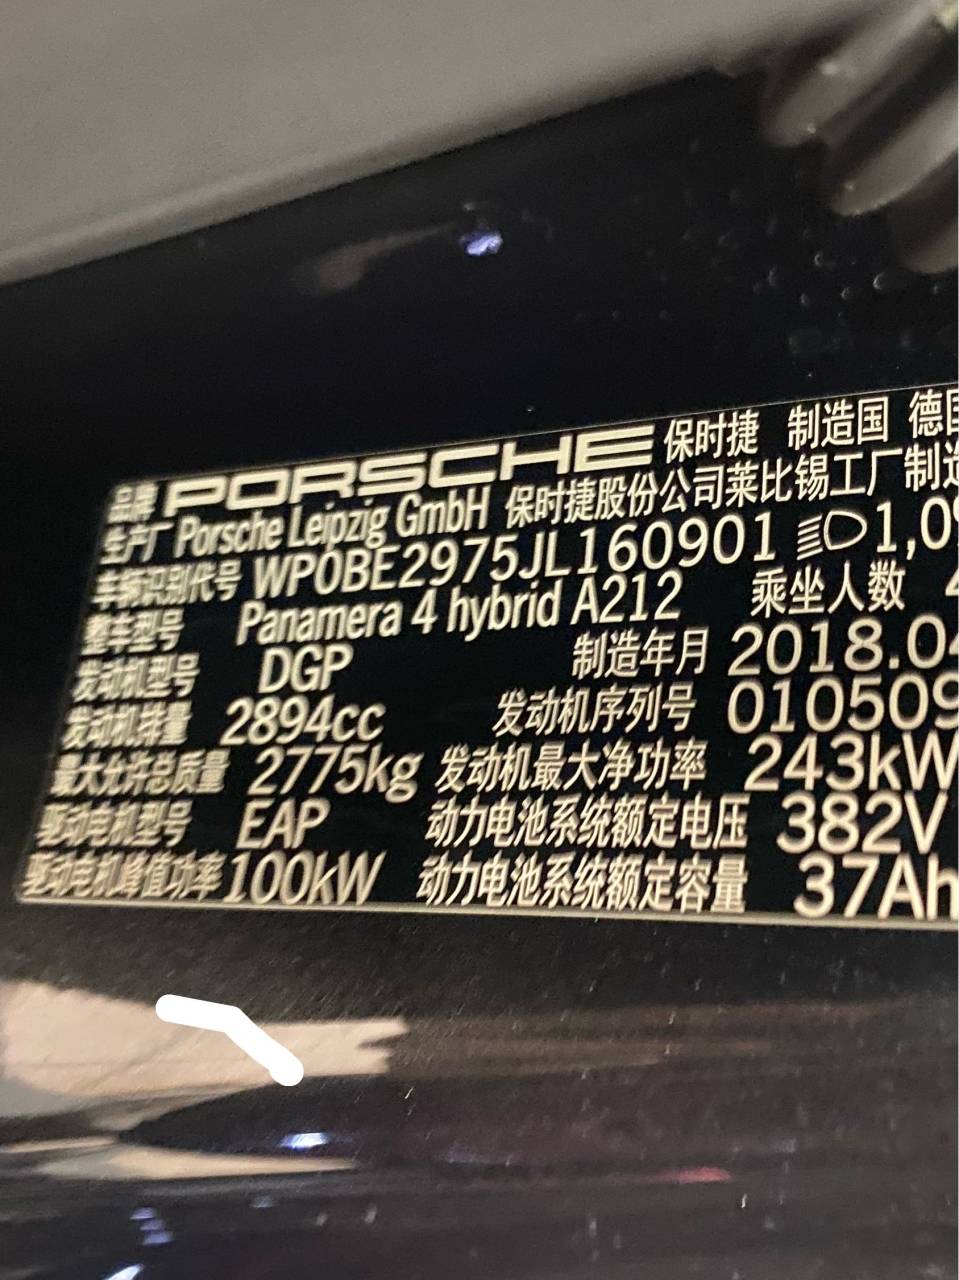 品牌 PORSCHE 保时捷 制造国 德国
生产厂 Porsche Leipzig GmbH 保时捷股份公司莱比锡工厂制造
车辆识别代号 WP0BE2975JL160901 1,0
整车型号 Panamera 4 hybrid A212 乘坐人数 4
发动机型号 DGP 制造年月 2018.04
发动机排量 2894cc 发动机序列号 010509
最大允许总质量 2775kg 发动机最大净功率 243kW
驱动电机型号 EAP 动力电池系统额定电压 382V
驱动电机峰值功率 100kW 动力电池系统额定容量 37Ah